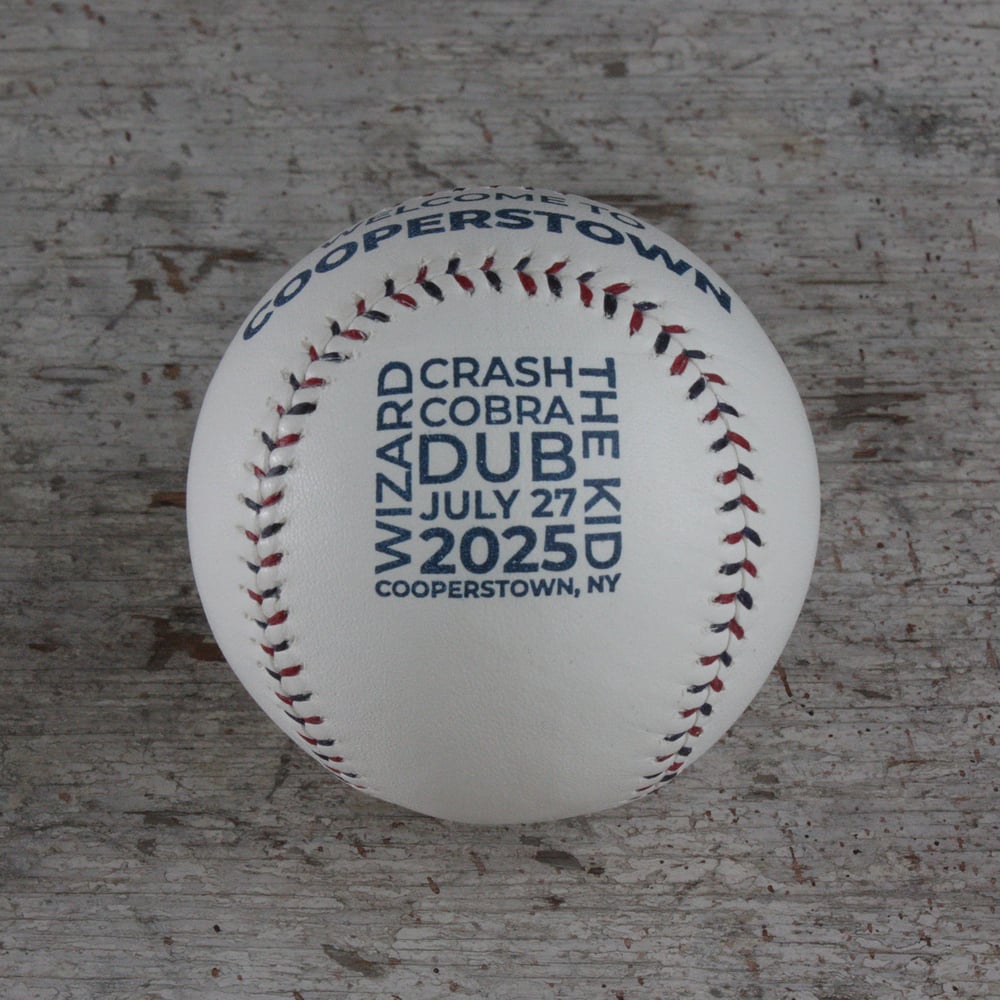 WELCOME TO
COOPERSTOWN
WIZARD
CRASH
COBRA
DUB
JULY 27
2025
THE KID
COOPERSTOWN, NY